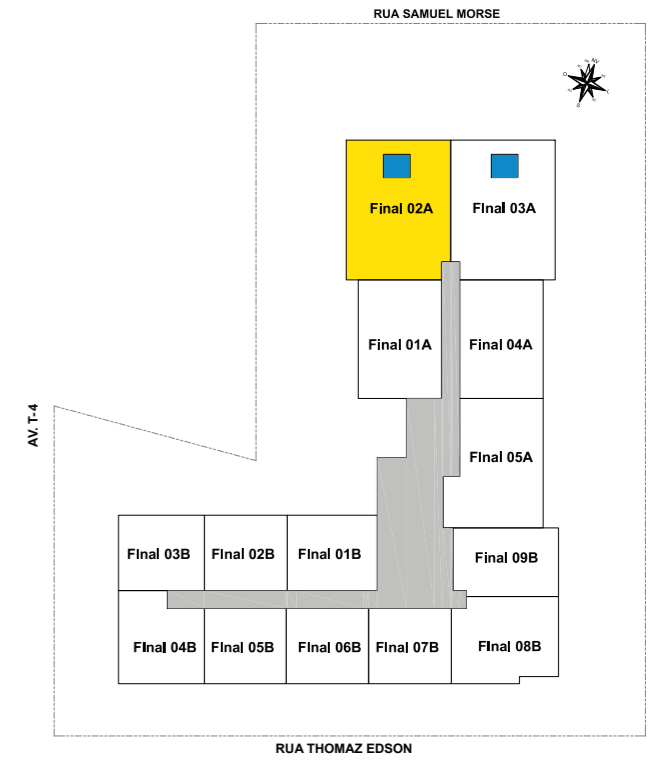 RUA SAMUEL MORSE
Final 02A
FInal 03A
Final 01A
Final 04A
AV. T-4
FInal 05A
FInal 03B
FInal 02B
FInal 01B
Final 09B
FInal 04B
FInal 05B
FInal 06B
FInal 07B
FInal 08B
RUA THOMAZ EDSON